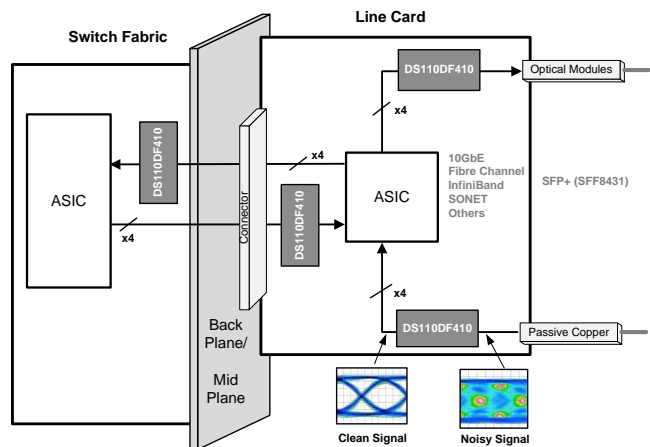 Switch Fabric
Line Card
DS110DF410
Optical Modules
x4
DS110DF410
x4
10GbE
Fibre Channel
InfiniBand
SONET
Others
SFP+ (SFF8431)
ASIC
ASIC
Connector
DS110DF410
x4
x4
DS110DF410
Passive Copper
Back
Plane/
Mid
Plane
Clean Signal
Noisy Signal